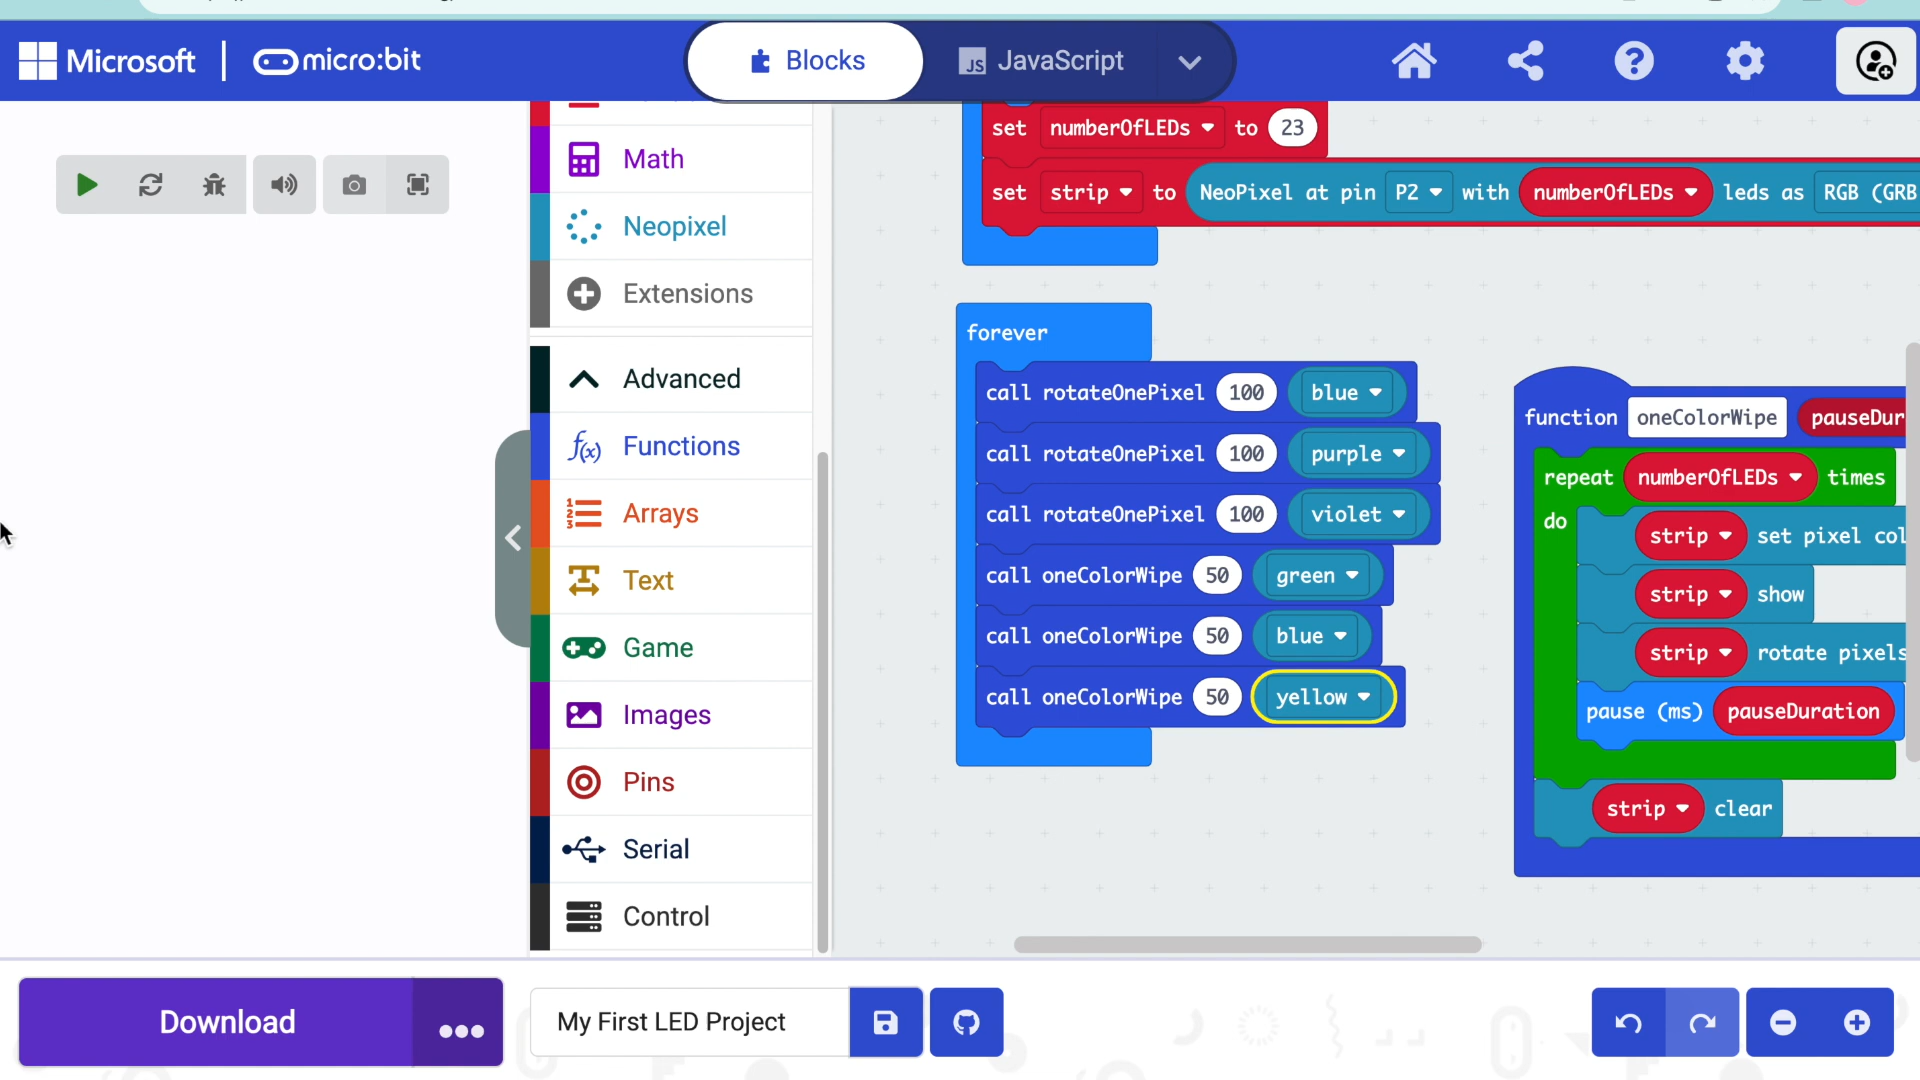 Microsoft | micro:bit
Blocks
JS JavaScript
Math
Neopixel
Extensions
Advanced
f(x) Functions
Arrays
Text
Game
Images
Pins
Serial
Control
set numberOfLEDs to 23
set strip to NeoPixel at pin P2 with numberOfLEDs leds as RGB (GRB
forever
call rotateOnePixel 100 blue
call rotateOnePixel 100 purple
call rotateOnePixel 100 violet
call oneColorWipe 50 green
call oneColorWipe 50 blue
call oneColorWipe 50 yellow
function oneColorWipe pauseDur
repeat numberOfLEDs times
do
strip set pixel col
strip show
strip rotate pixels
pause (ms) pauseDuration
strip clear
Download
My First LED Project